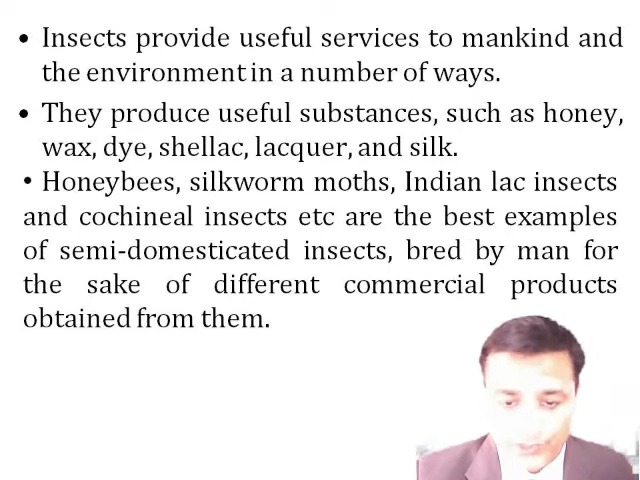 • Insects provide useful services to mankind and
the environment in a number of ways.
• They produce useful substances, such as honey,
wax, dye, shellac, lacquer, and silk.
• Honeybees, silkworm moths, Indian lac insects
and cochineal insects etc are the best examples
of semi-domesticated insects, bred by man for
the sake of different commercial products
obtained from them.